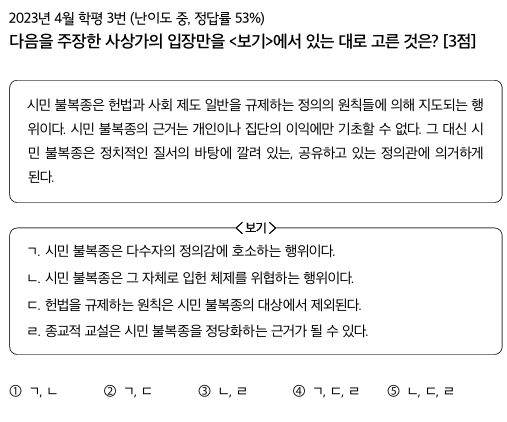 2023년 4월 학평 3번 (난이도 중, 정답률 53%)
다음을 주장한 사상가의 입장만을 <보기>에서 있는 대로 고른 것은? [3점]
시민 불복종은 헌법과 사회 제도 일반을 규제하는 정의의 원칙들에 의해 지도되는 행
위이다. 시민 불복종의 근거는 개인이나 집단의 이익에만 기초할 수 없다. 그 대신 시
민 불복종은 정치적인 질서의 바탕에 깔려 있는, 공유하고 있는 정의관에 의거하게
된다.
<보기>
ㄱ. 시민 불복종은 다수자의 정의감에 호소하는 행위이다.
ㄴ. 시민 불복종은 그 자체로 입헌 체제를 위협하는 행위이다.
ㄷ. 헌법을 규제하는 원칙은 시민 불복종의 대상에서 제외된다.
ㄹ. 종교적 교설은 시민 불복종을 정당화하는 근거가 될 수 있다.
① ㄱ, ㄴ ② ㄱ, ㄷ ③ ㄴ, ㄹ ④ ㄱ, ㄷ, ㄹ ⑤ ㄴ, ㄷ, ㄹ